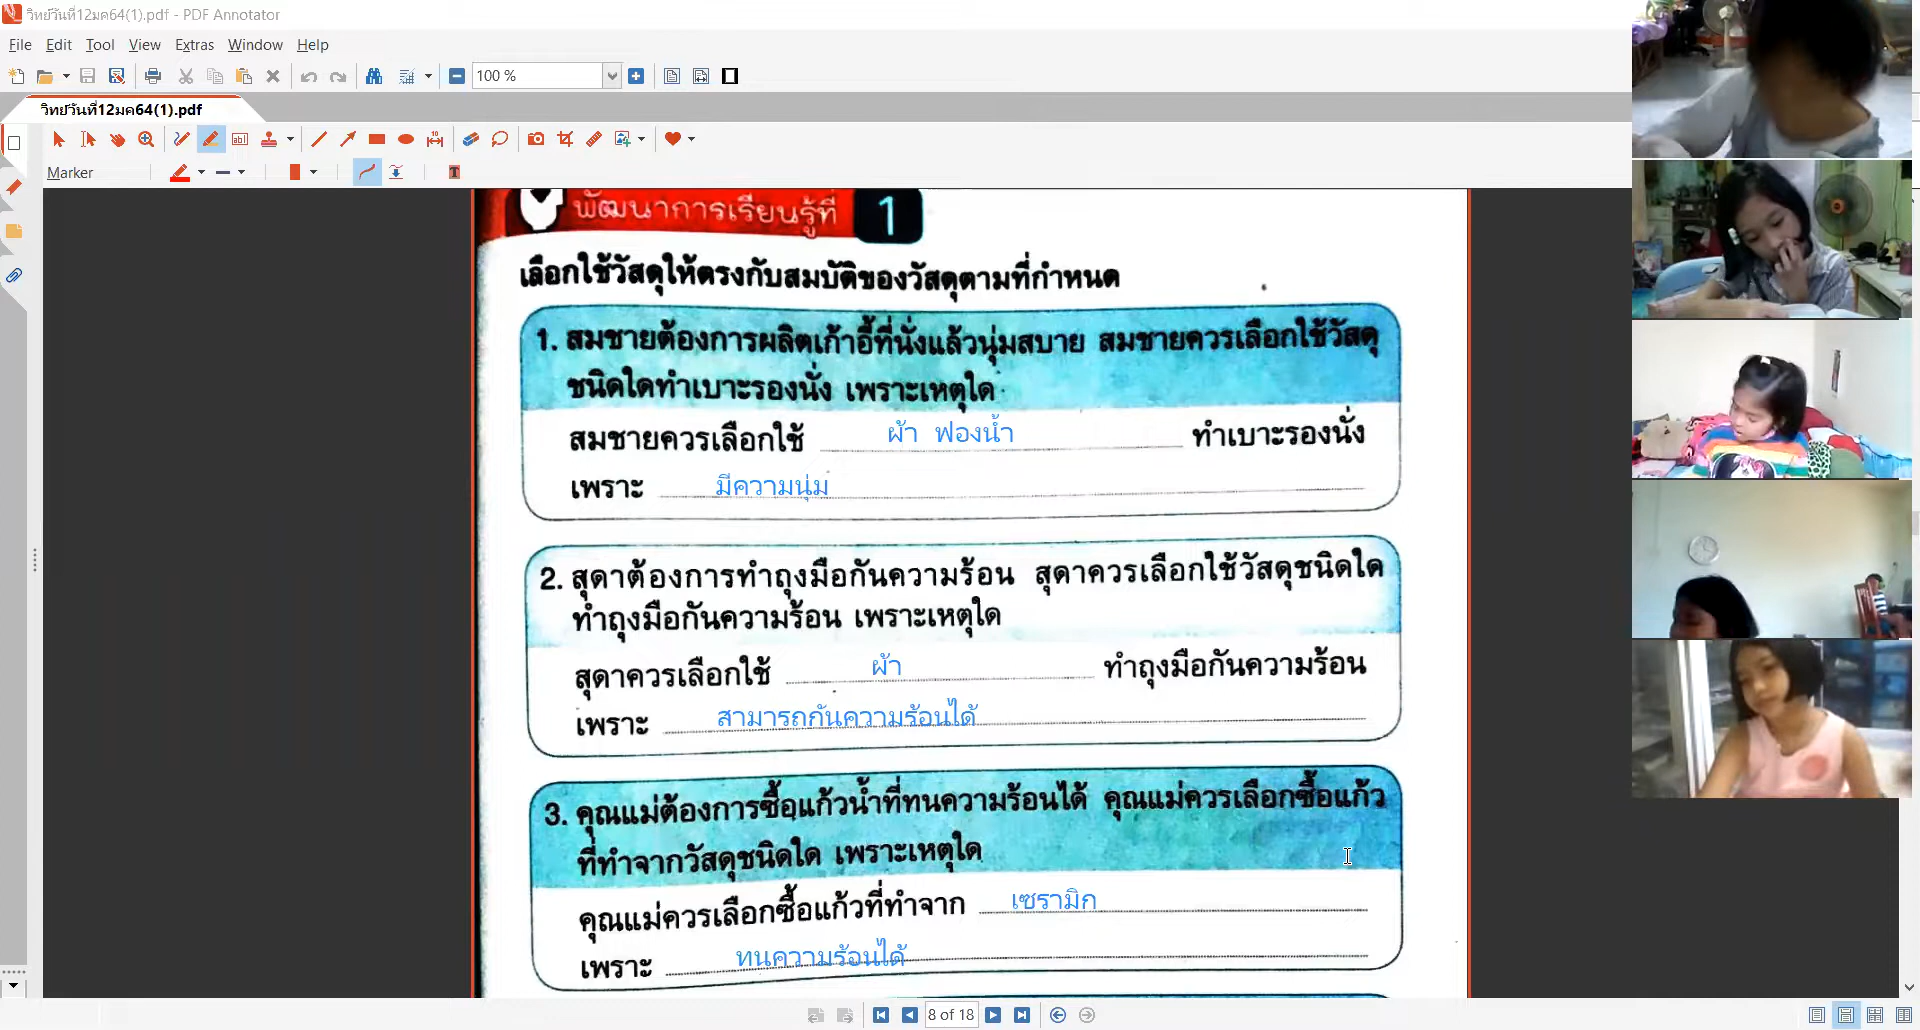 วิทย์วันที่12มค64(1).pdf - PDF Annotator
File Edit Tool View Extras Window Help
100 %
วิทย์วันที่12มค64(1).pdf
Marker
พัฒนาการเรียนรู้ที่ 1
เลือกใช้วัสดุให้ตรงกับสมบัติของวัสดุตามที่กำหนด
1. สมชายต้องการผลิตเก้าอี้ที่นั่งแล้วนุ่มสบาย สมชายควรเลือกใช้วัสดุ
ชนิดใดทำเบาะรองนั่ง เพราะเหตุใด
สมชายควรเลือกใช้ ผ้า ฟองน้ำ ทำเบาะรองนั่ง
เพราะ มีความนุ่ม
2. สุดาต้องการทำถุงมือกันความร้อน สุดาควรเลือกใช้วัสดุชนิดใด
ทำถุงมือกันความร้อน เพราะเหตุใด
สุดาควรเลือกใช้ ผ้า ทำถุงมือกันความร้อน
เพราะ สามารถกันความร้อนได้
3. คุณแม่ต้องการซื้อแก้วน้ำที่ทนความร้อนได้ คุณแม่ควรเลือกซื้อแก้ว
ที่ทำจากวัสดุชนิดใด เพราะเหตุใด
คุณแม่ควรเลือกซื้อแก้วที่ทำจาก เซรามิก
เพราะ ทนความร้อนได้
8 of 18